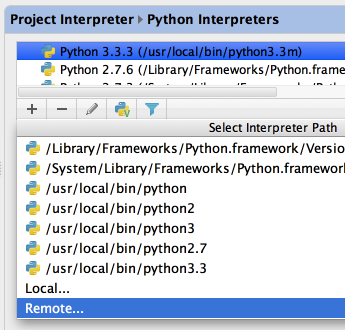 Project Interpreter › Python Interpreters
Python 3.3.3 (/usr/local/bin/python3.3m)
Python 2.7.6 (/Library/Frameworks/Python.frame
Select Interpreter Path
/Library/Frameworks/Python.framework/Versio
/System/Library/Frameworks/Python.framework
/usr/local/bin/python
/usr/local/bin/python2
/usr/local/bin/python3
/usr/local/bin/python2.7
/usr/local/bin/python3.3
Local...
Remote...